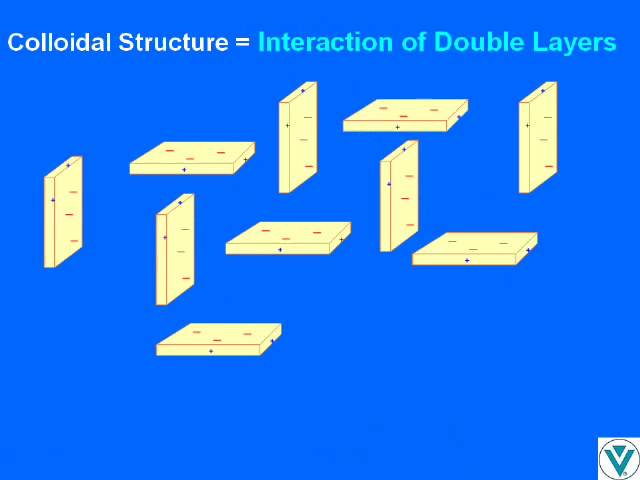 Colloidal Structure = Interaction of Double Layers